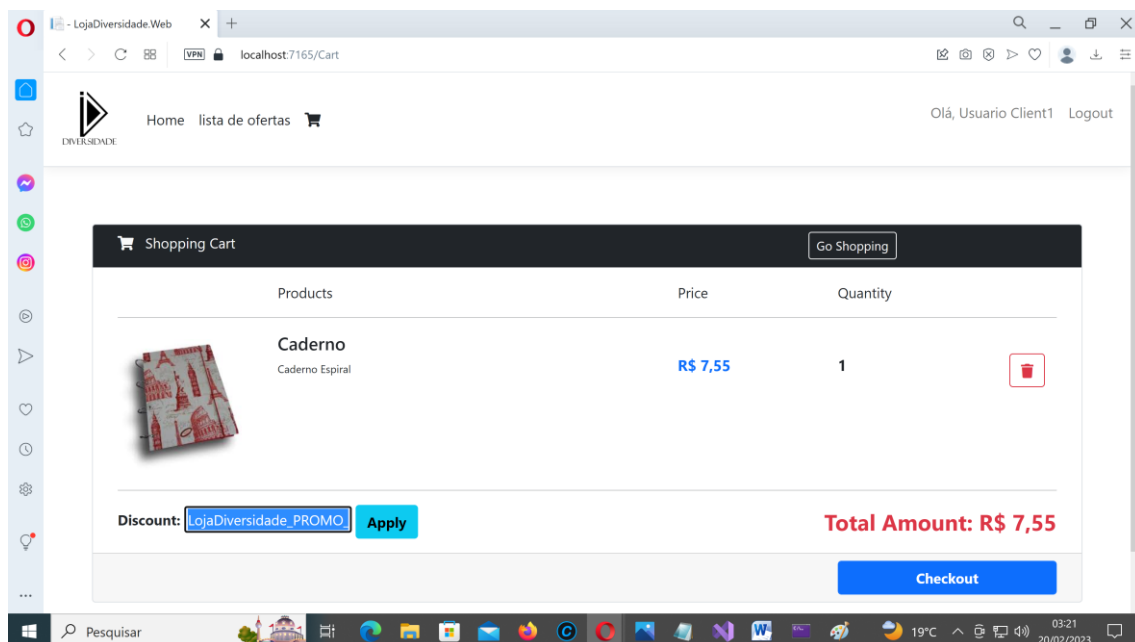 - LojaDiversidade.Web
VPN localhost:7165/Cart
DIVERSIDADE
Home lista de ofertas
Olá, Usuario Client1 Logout
Shopping Cart
Go Shopping
Products Price Quantity
Caderno
Caderno Espiral
R$ 7,55
1
Discount: LojaDiversidade_PROMO_
Apply
Total Amount: R$ 7,55
Checkout
Pesquisar
19°C
03:21
20/02/2023